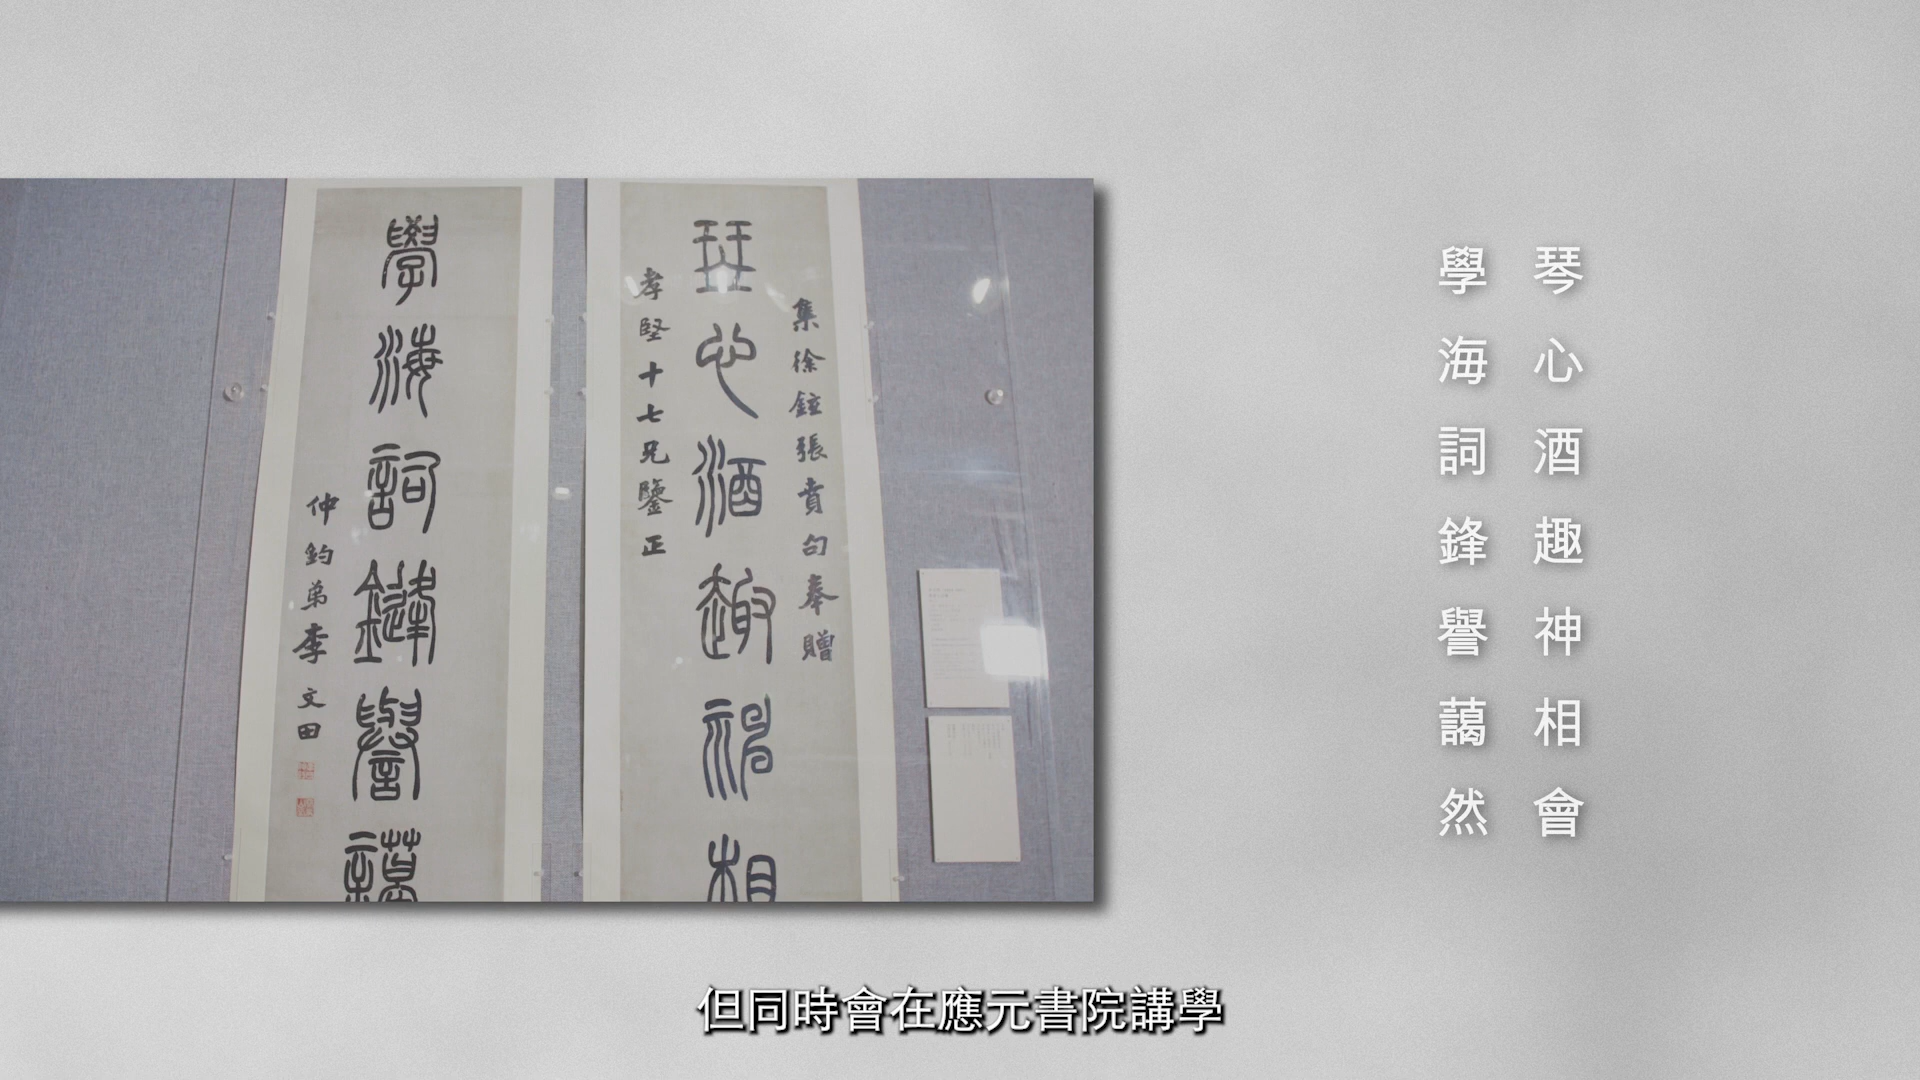 琴心酒趣神相會
學海詞鋒譽藹然
集徐鉉張賁句奉贈
琹心酒趣神相
孝堅十七兄鑒正
學海詞鋒譽藹
仲鈞弟李文田
但同時會在應元書院講學